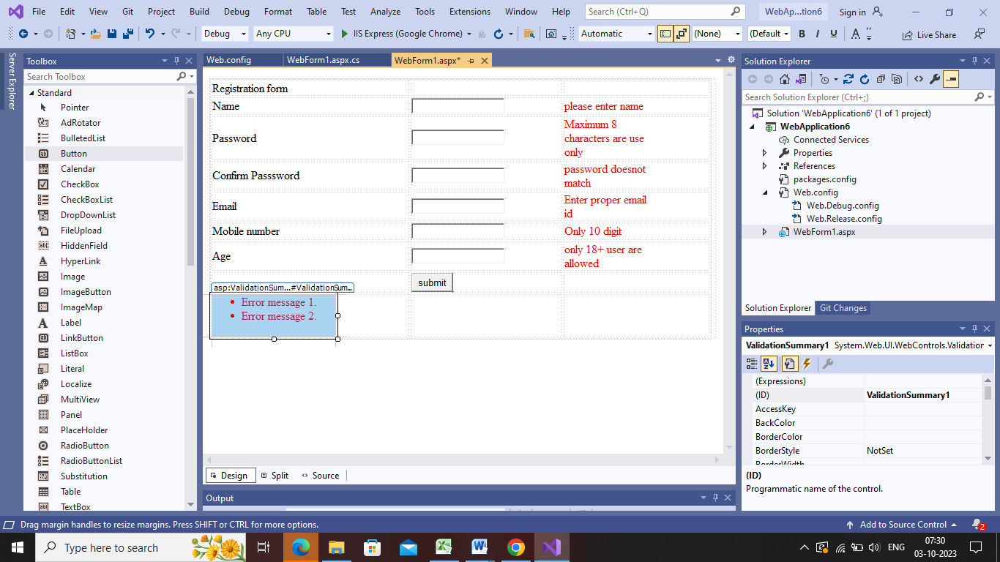 File Edit View Git Project Build Debug Format Table Test Analyze Tools Extensions Window Help Search (Ctrl+Q) WebAp...tion6 Sign in
Debug Any CPU IIS Express (Google Chrome) Automatic (None) (Default B I U A Live Share
Server Explorer
Toolbox
Search Toolbox
Standard
Pointer
AdRotator
BulletedList
Button
Calendar
CheckBox
CheckBoxList
DropDownList
FileUpload
HiddenField
HyperLink
Image
ImageButton
ImageMap
Label
LinkButton
ListBox
Literal
Localize
MultiView
Panel
PlaceHolder
RadioButton
RadioButtonList
Substitution
Table
TextBox
Web.config WebForm1.aspx.cs WebForm1.aspx*
Registration form
Name please enter name
Password Maximum 8
characters are use
only
Confirm Passsword password doesnot
match
Email Enter proper email
id
Mobile number Only 10 digit
Age only 18+ user are
allowed
submit
asp:ValidationSum...#ValidationSum...
• Error message 1.
• Error message 2.
Design Split Source
Output
Solution Explorer
Search Solution Explorer (Ctrl+;)
Solution 'WebApplication6' (1 of 1 project)
WebApplication6
Connected Services
Properties
References
packages.config
Web.config
Web.Debug.config
Web.Release.config
WebForm1.aspx
Solution Explorer Git Changes
Properties
ValidationSummary1 System.Web.UI.WebControls.Validation
(Expressions)
(ID) ValidationSummary1
AccessKey
BackColor
BorderColor
BorderStyle NotSet
BorderWidth
(ID)
Programmatic name of the control.
Drag margin handles to resize margins. Press SHIFT or CTRL for more options. Add to Source Control 2
Type here to search ENG 07:30
03-10-2023